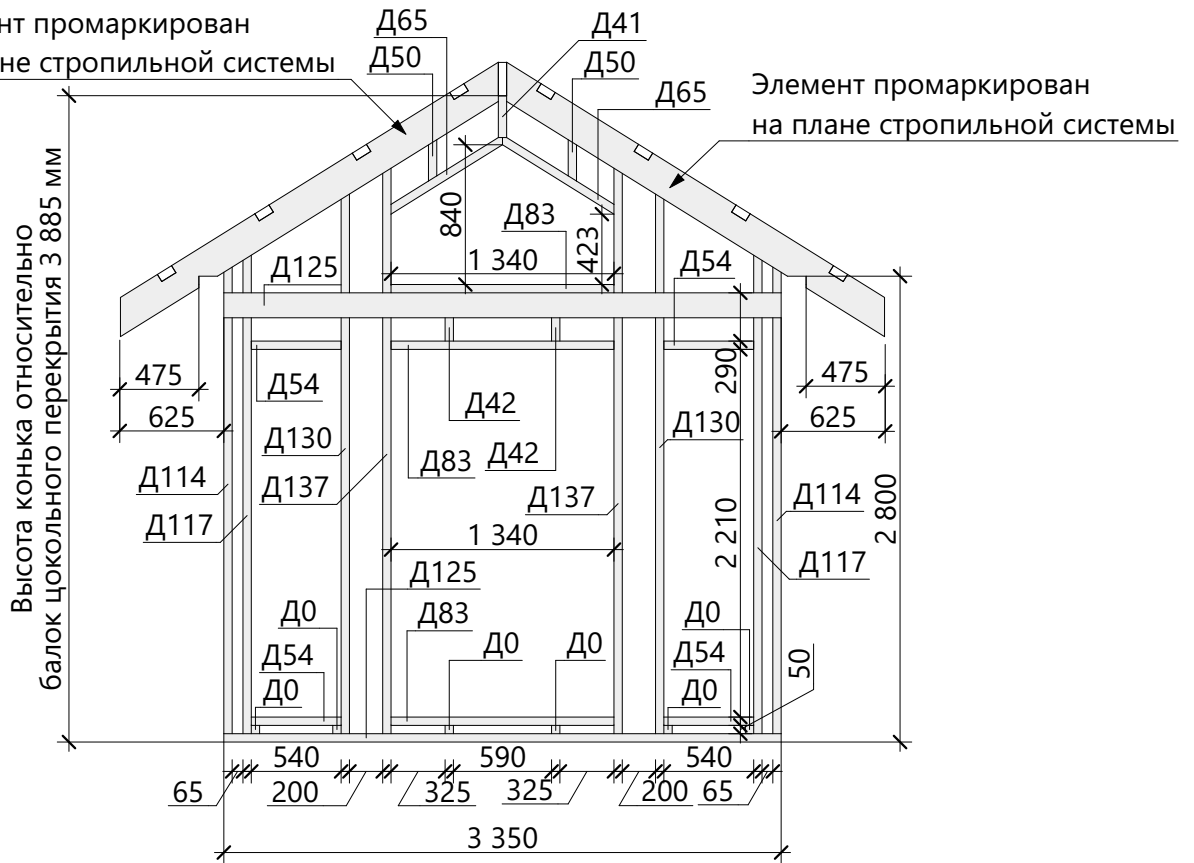 нт промаркирован
не стропильной системы
Д65
Д50
Д41
Д50
Д65
Элемент промаркирован
на плане стропильной системы
Высота конька относительно
балок цокольного перекрытия 3 885 мм
840
Д83
423
1 340
Д125
Д54
290
475
625
475
625
Д54
Д42
Д130
Д42
Д130
Д83
Д114
Д137
Д137
Д114
Д117
2 210
2 800
1 340
Д117
Д125
Д0
Д83
Д0
Д0
Д0
Д54
Д54
50
Д0
Д0
540
590
540
65
200
325
325
200
65
3 350